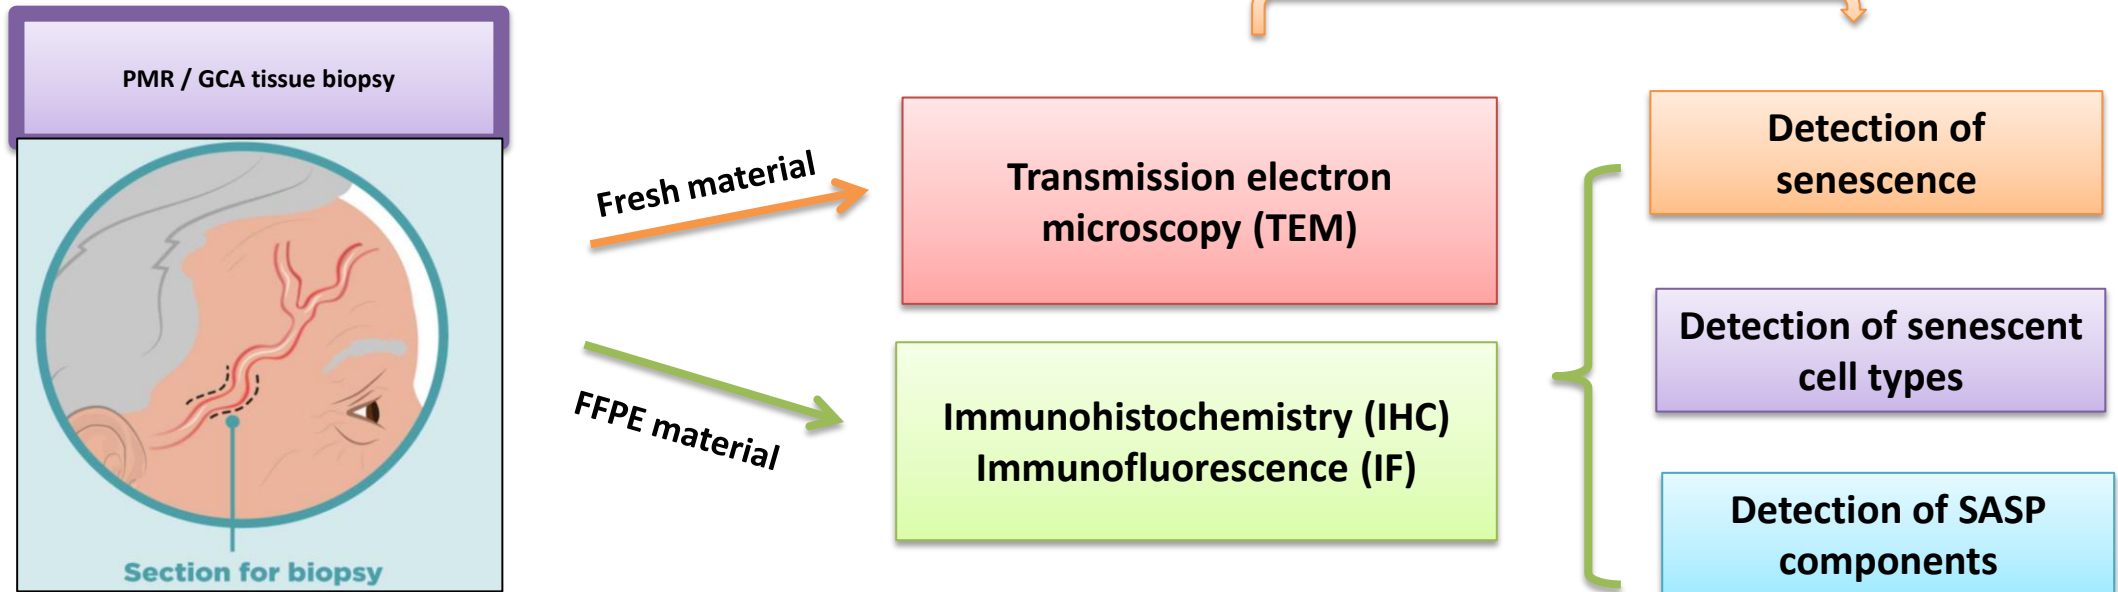 PMR / GCA tissue biopsy
Section for biopsy
Fresh material
FFPE material
Transmission electron
microscopy (TEM)
Immunohistochemistry (IHC)
Immunofluorescence (IF)
Detection of
senescence
Detection of senescent
cell types
Detection of SASP
components